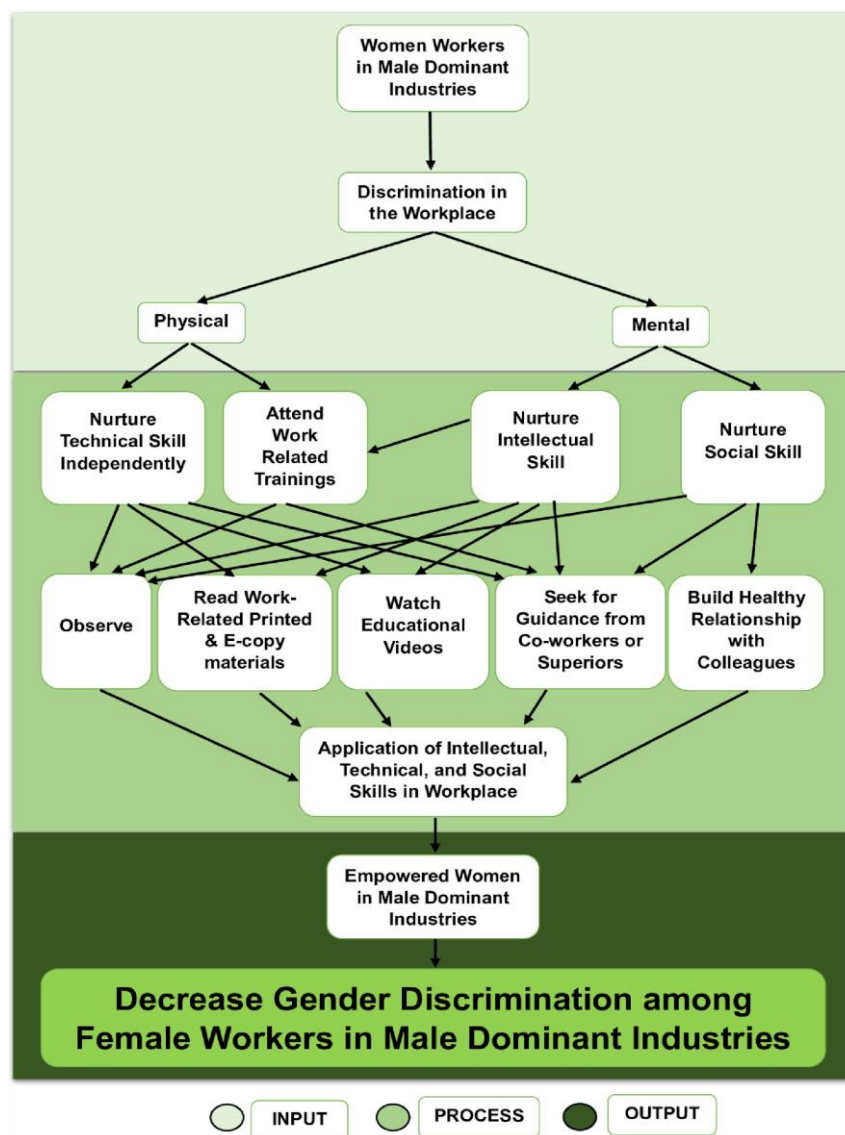 Women Workers
in Male Dominant
Industries
Discrimination in
the Workplace
Physical
Mental
Nurture
Technical Skill
Independently
Attend
Work
Related
Trainings
Nurture
Intellectual
Skill
Nurture
Social Skill
Observe
Read Work-
Related Printed
& E-copy
materials
Watch
Educational
Videos
Seek for
Guidance from
Co-workers or
Superiors
Build Healthy
Relationship
with
Colleagues
Application of Intellectual,
Technical, and Social
Skills in Workplace
Empowered Women
in Male Dominant
Industries
Decrease Gender Discrimination among
Female Workers in Male Dominant Industries
INPUT
PROCESS
OUTPUT